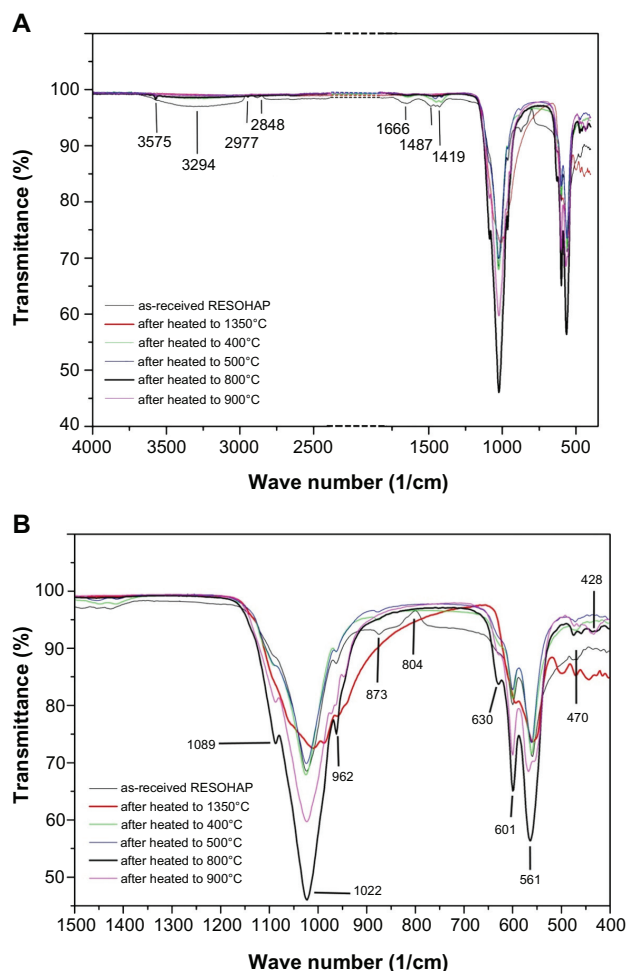 A
Transmittance (%)
100
90
80
70
60
50
40
3575
3294
2977
2848
1666
1487
1419
as-received RESOHAP
after heated to 1350°C
after heated to 400°C
after heated to 500°C
after heated to 800°C
after heated to 900°C
4000 3500 3000 2500 1500 1000 500
Wave number (1/cm)
B
Transmittance (%)
100
90
80
70
60
50
1089
1022
962
873
804
630
601
561
470
428
as-received RESOHAP
after heated to 1350°C
after heated to 400°C
after heated to 500°C
after heated to 800°C
after heated to 900°C
1500 1400 1300 1200 1100 1000 900 800 700 600 500 400
Wave number (1/cm)